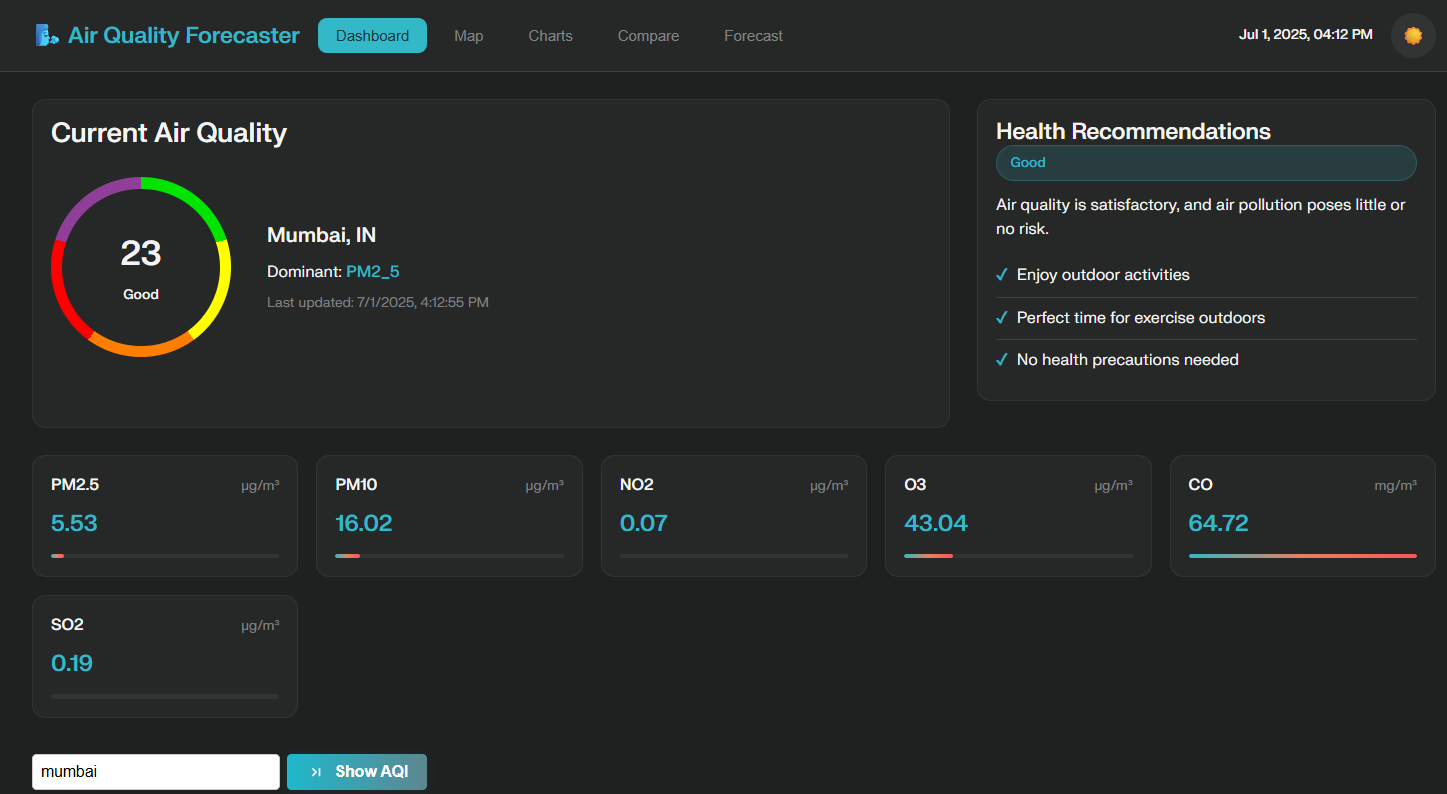 Air Quality Forecaster Dashboard Map Charts Compare Forecast Jul 1, 2025, 04:12 PM
Current Air Quality
23
Good
Mumbai, IN
Dominant: PM2_5
Last updated: 7/1/2025, 4:12:55 PM
Health Recommendations
Good
Air quality is satisfactory, and air pollution poses little or
no risk.
✓ Enjoy outdoor activities
✓ Perfect time for exercise outdoors
✓ No health precautions needed
PM2.5 µg/m³
5.53
PM10 µg/m³
16.02
NO2 µg/m³
0.07
O3 µg/m³
43.04
CO mg/m³
64.72
SO2 µg/m³
0.19
mumbai
Show AQI